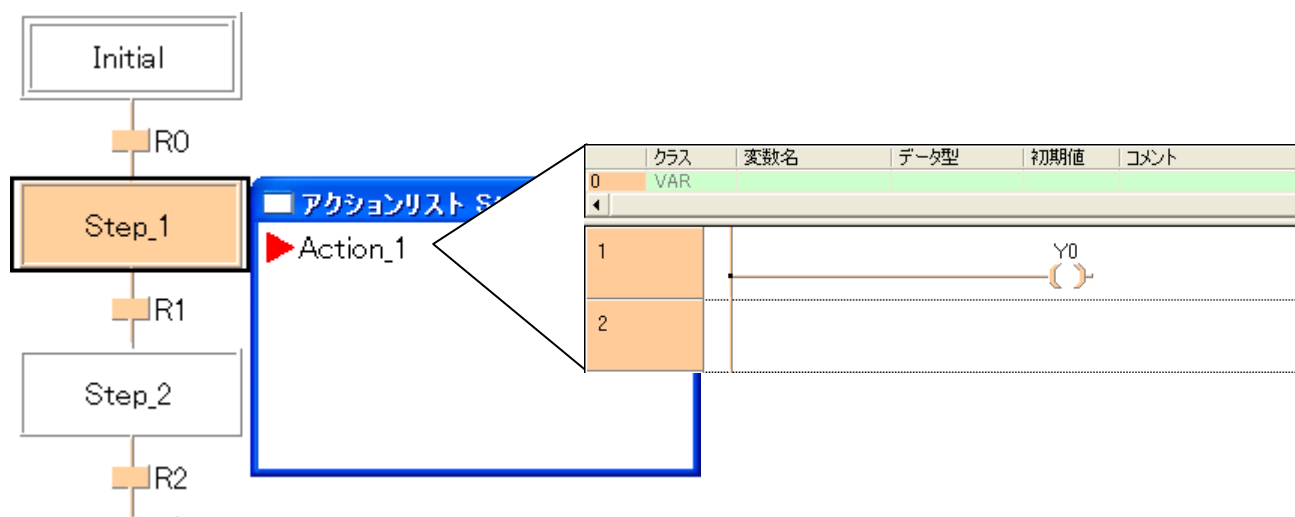 Initial
R0
Step_1
R1
Step_2
R2
アクションリスト
Action_1
クラス 変数名 データ型 初期値 コメント
0 VAR
1
Y0
2